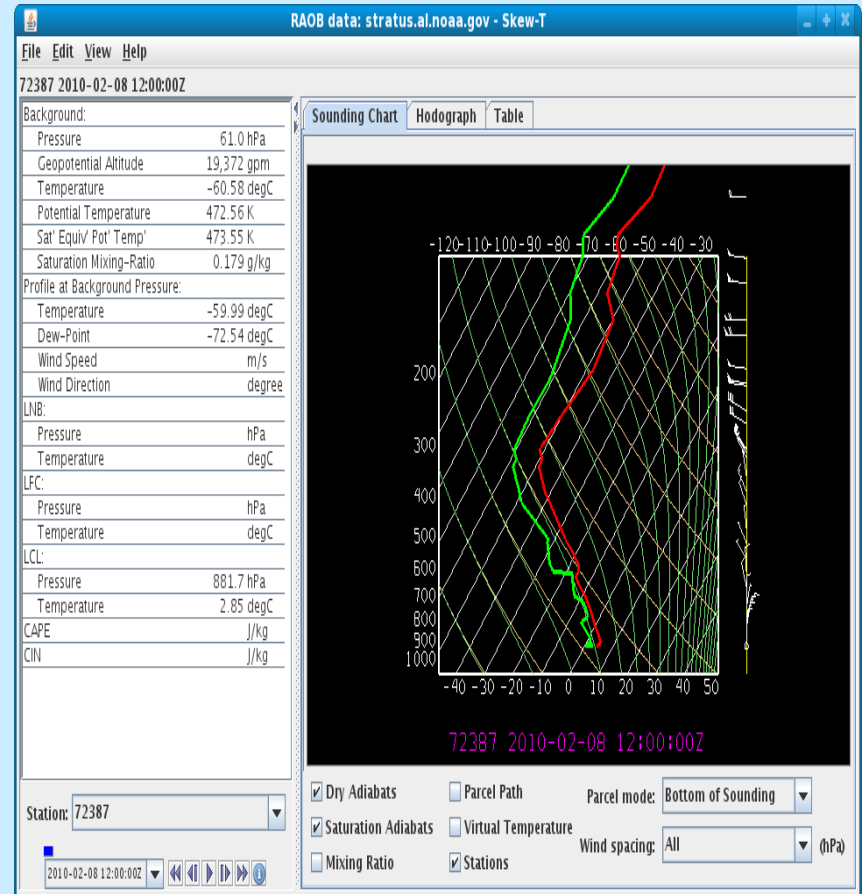 RAOB data: stratus.al.noaa.gov - Skew-T
File Edit View Help
72387 2010-02-08 12:00:00Z
Background:
Pressure 61.0 hPa
Geopotential Altitude 19,372 gpm
Temperature -60.58 degC
Potential Temperature 472.56 K
Sat' Equiv' Pot' Temp' 473.55 K
Saturation Mixing-Ratio 0.179 g/kg
Profile at Background Pressure:
Temperature -59.99 degC
Dew-Point -72.54 degC
Wind Speed m/s
Wind Direction degree
LNB:
Pressure hPa
Temperature degC
LFC:
Pressure hPa
Temperature degC
LCL:
Pressure 881.7 hPa
Temperature 2.85 degC
CAPE J/kg
CIN J/kg
Station: 72387
2010-02-08 12:00:00Z
Sounding Chart Hodograph Table
-120-110-100-90 -80 -70 -60 -50 -40 -30
200
300
400
500
600
700
800
900
1000
-40 -30 -20 -10 0 10 20 30 40 50
72387 2010-02-08 12:00:00Z
Dry Adiabats Parcel Path Parcel mode: Bottom of Sounding
Saturation Adiabats Virtual Temperature
Wind spacing: All (hPa)
Mixing Ratio Stations